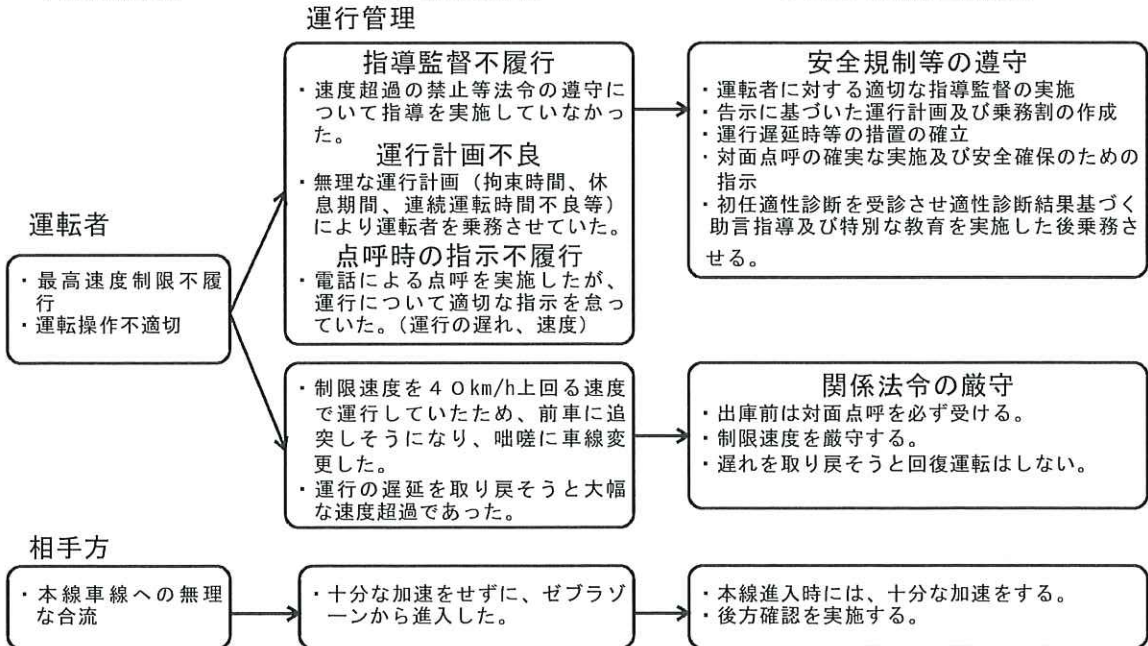 運行管理
指導監督不履行
・速度超過の禁止等法令の遵守に
ついて指導を実施していなかっ
た。
運行計画不良
・無理な運行計画（拘束時間、休
息期間、連続運転時間不良等）
により運転者を乗務させていた。
点呼時の指示不履行
・電話による点呼を実施したが、
運行について適切な指示を怠っ
ていた。（運行の遅れ、速度）
安全規制等の遵守
・運転者に対する適切な指導監督の実施
・告示に基づいた運行計画及び乗務割の作成
・運行遅延時等の措置の確立
・対面点呼の確実な実施及び安全確保のための
指示
・初任適性診断を受診させ適性診断結果基づく
助言指導及び特別な教育を実施した後乗務さ
せる。
運転者
・最高速度制限不履
行
・運転操作不適切
・制限速度を４０km/h上回る速度
で運行していたため、前車に追
突しそうになり、咄嗟に車線変
更した。
・運行の遅延を取り戻そうと大幅
な速度超過であった。
関係法令の厳守
・出庫前は対面点呼を必ず受ける。
・制限速度を厳守する。
・遅れを取り戻そうと回復運転はしない。
相手方
・本線車線への無理
な合流
・十分な加速をせずに、ゼブラゾ
ーンから進入した。
・本線進入時には、十分な加速をする。
・後方確認を実施する。